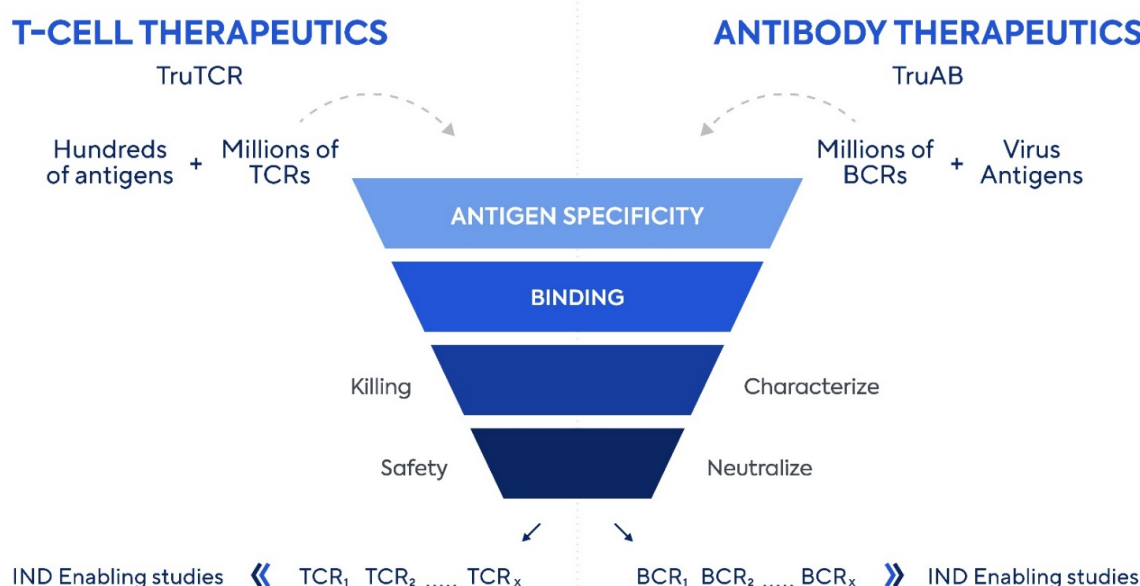 T-CELL THERAPEUTICS
TruTCR
Hundreds
of antigens
+
Millions of
TCRs
ANTIBODY THERAPEUTICS
TruAB
Millions of
BCRs
+
Virus
Antigens
ANTIGEN SPECIFICITY
BINDING
Killing
Characterize
Safety
Neutralize
IND Enabling studies « TCR₁ TCR₂ ..... TCRₓ
BCR₁ BCR₂ ..... BCRₓ » IND Enabling studies